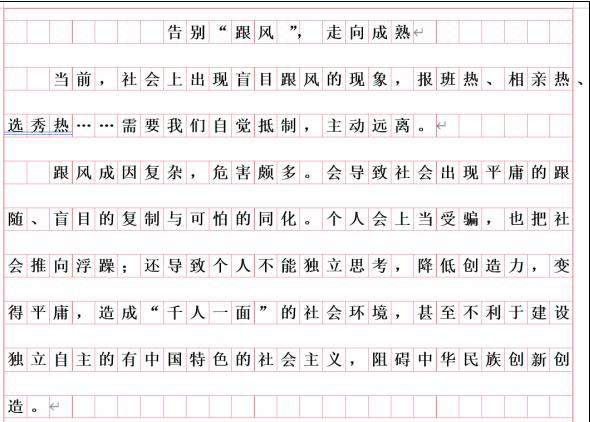 告别“跟风”，走向成熟
当前，社会上出现盲目跟风的现象，报班热、相亲热、
选秀热……需要我们自觉抵制，主动远离。
跟风成因复杂，危害颇多。会导致社会出现平庸的跟
随、盲目的复制与可怕的同化。个人会上当受骗，也把社
会推向浮躁；还导致个人不能独立思考，降低创造力，变
得平庸，造成“千人一面”的社会环境，甚至不利于建设
独立自主的有中国特色的社会主义，阻碍中华民族创新创
造。